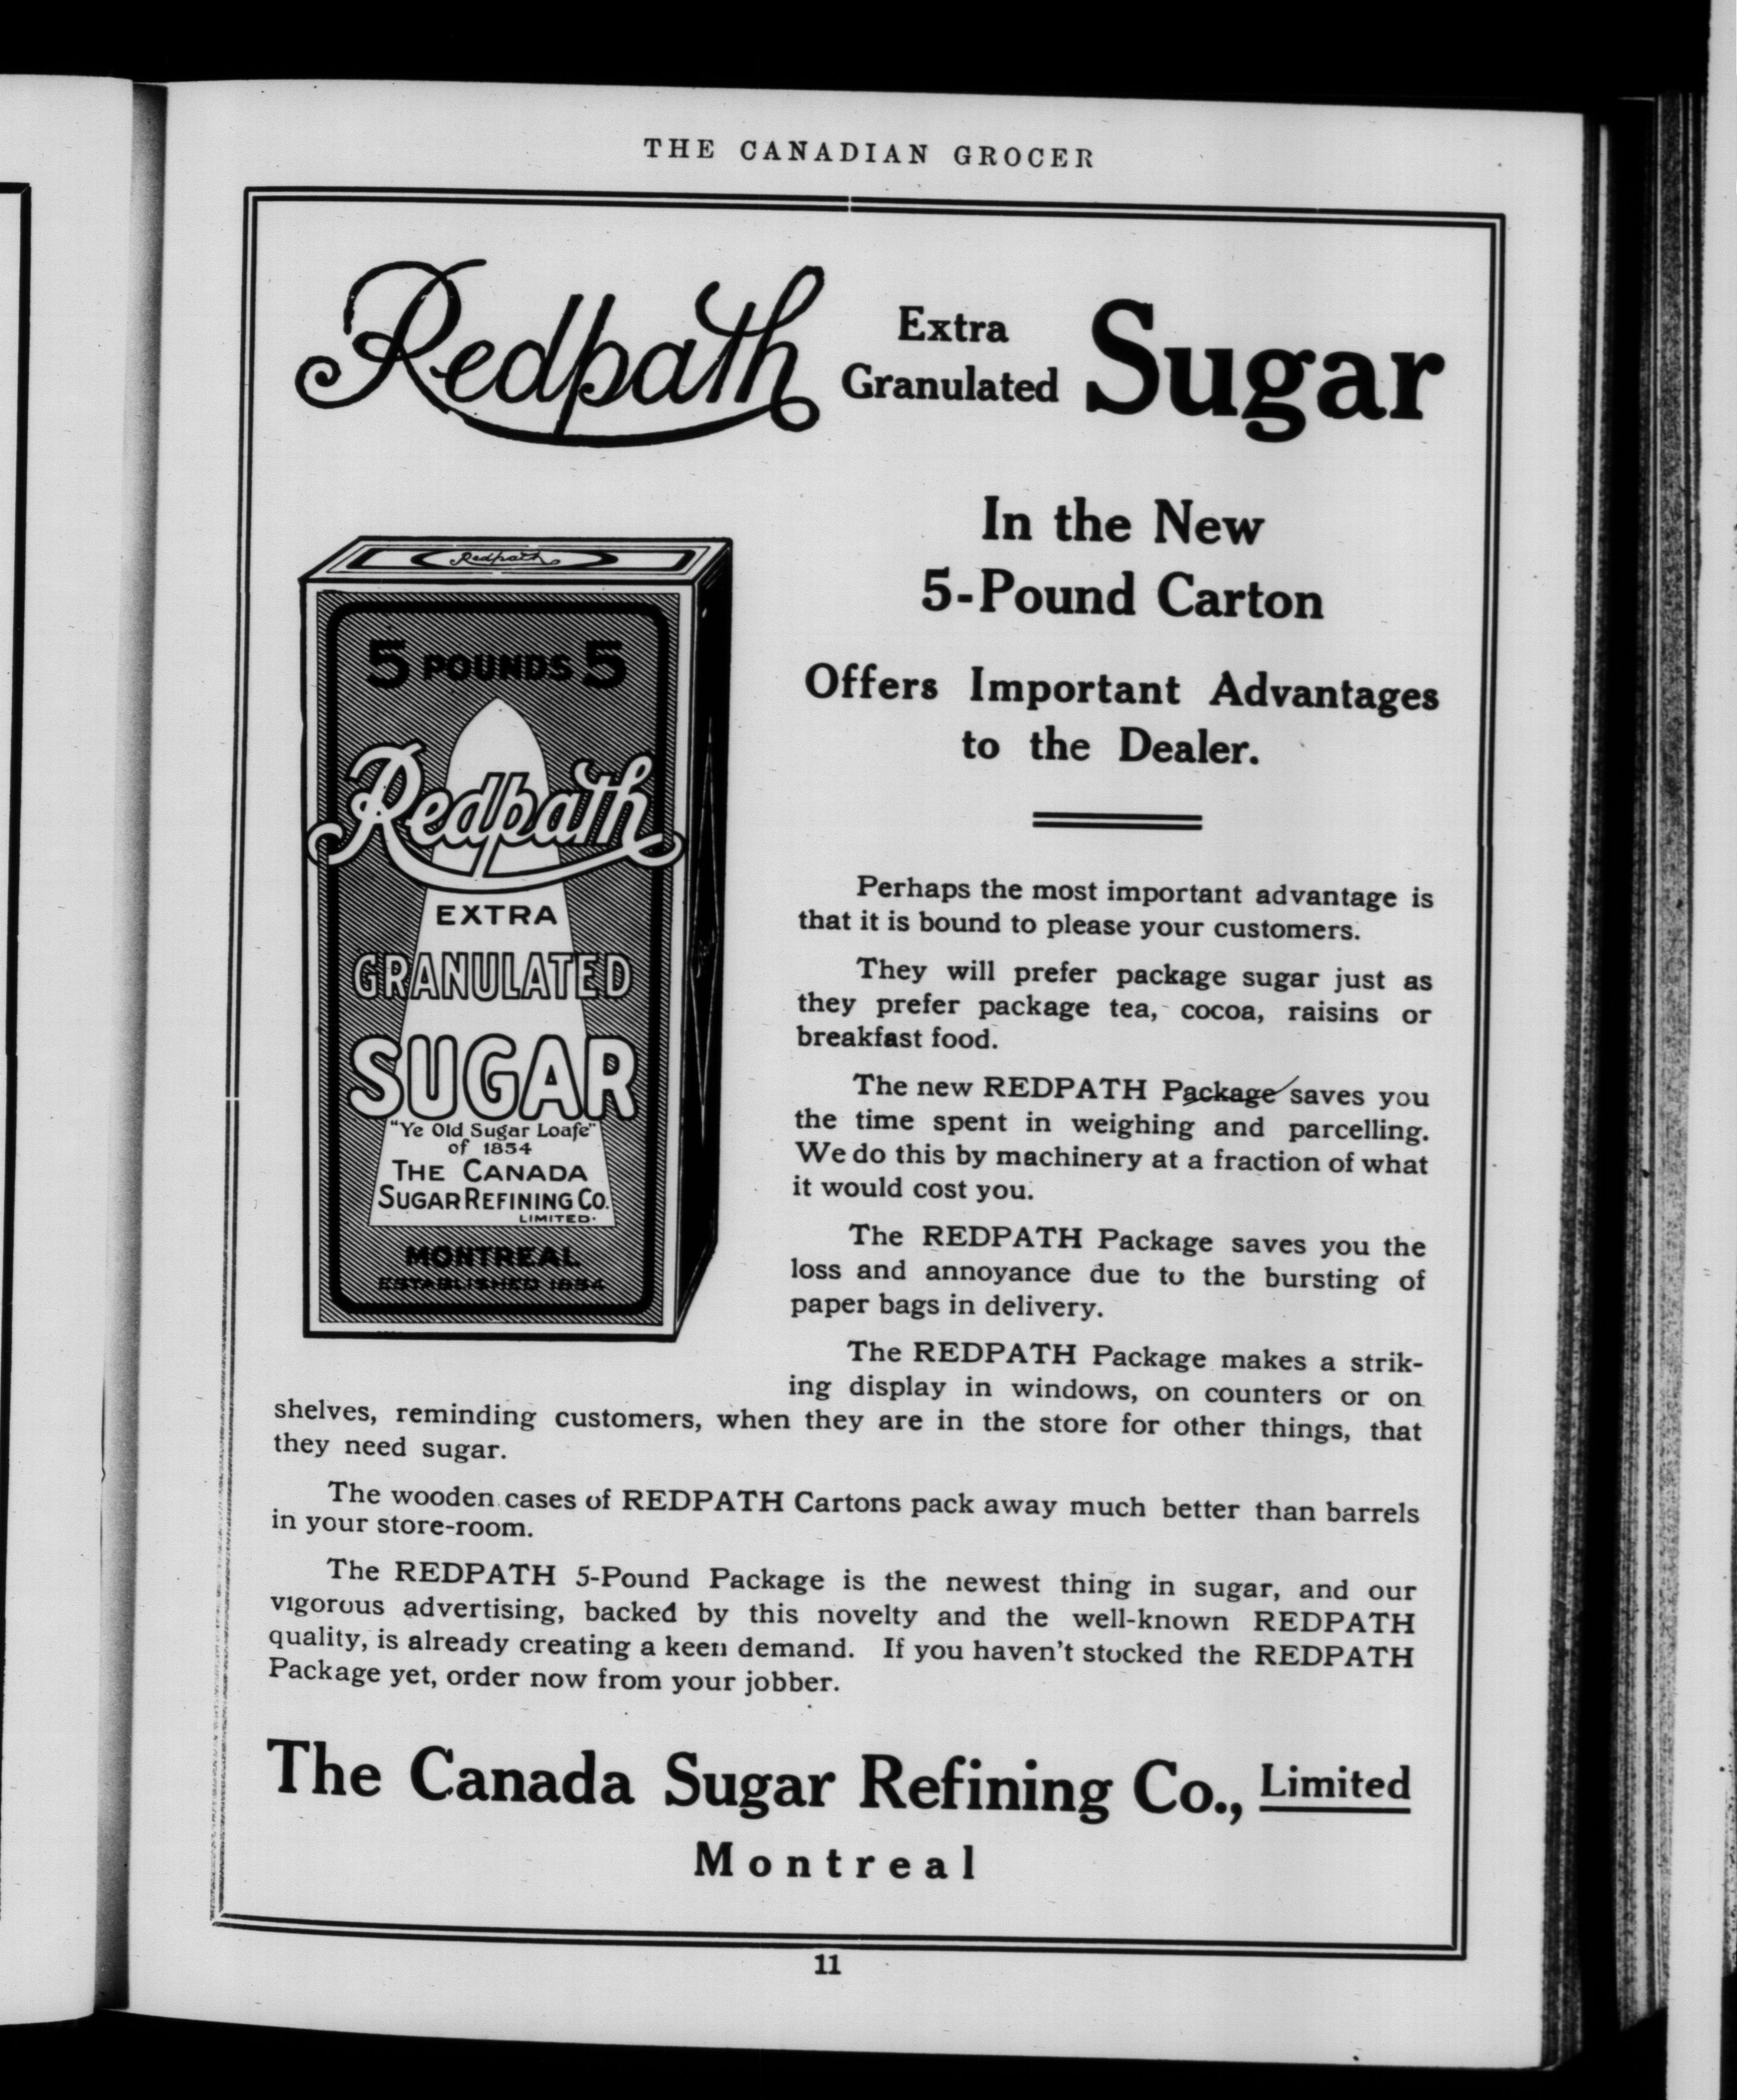 THE CANADIAN GROCER
Redpath Extra Granulated Sugar
In the New
5-Pound Carton
Offers Important Advantages
to the Dealer.
Redpath
5 POUNDS 5
Redpath
EXTRA
GRANULATED
SUGAR
"Ye Old Sugar Loafe"
of 1854
THE CANADA
SUGAR REFINING CO.
LIMITED.
MONTREAL
ESTABLISHED 1854
Perhaps the most important advantage is
that it is bound to please your customers.
They will prefer package sugar just as
they prefer package tea, cocoa, raisins or
breakfast food.
The new REDPATH Package saves you
the time spent in weighing and parcelling.
We do this by machinery at a fraction of what
it would cost you.
The REDPATH Package saves you the
loss and annoyance due to the bursting of
paper bags in delivery.
The REDPATH Package makes a strik-
ing display in windows, on counters or on
shelves, reminding customers, when they are in the store for other things, that
they need sugar.
The wooden cases of REDPATH Cartons pack away much better than barrels
in your store-room.
The REDPATH 5-Pound Package is the newest thing in sugar, and our
vigorous advertising, backed by this novelty and the well-known REDPATH
quality, is already creating a keen demand. If you haven't stocked the REDPATH
Package yet, order now from your jobber.
The Canada Sugar Refining Co., Limited
Montreal
11